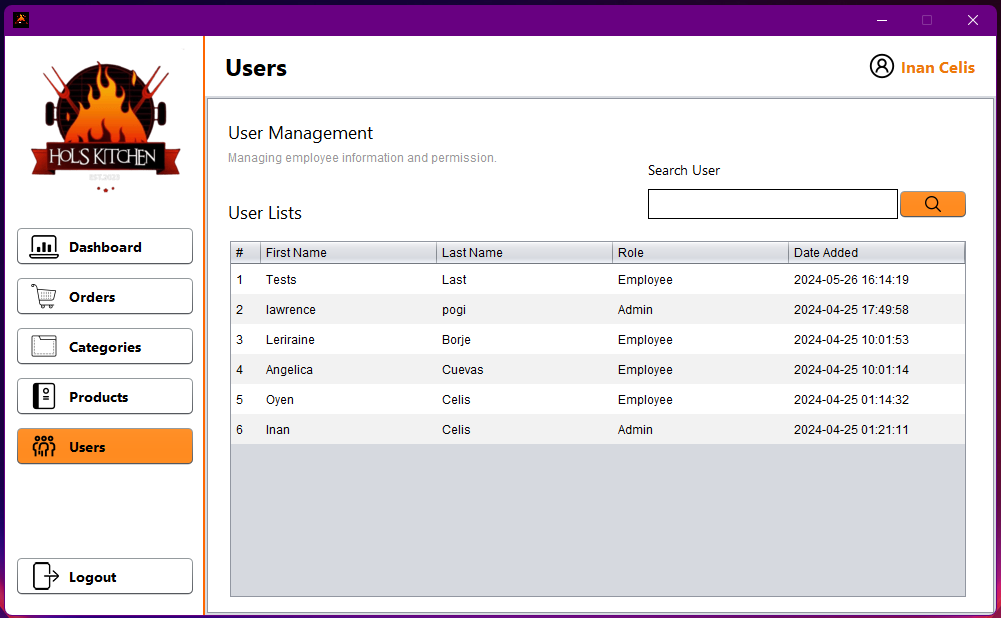 Users
Inan Celis
HOL'S KITCHEN
EST.2023
Dashboard
Orders
Categories
Products
Users
Logout
User Management
Managing employee information and permission.
Search User
User Lists
# First Name Last Name Role Date Added
1 Tests Last Employee 2024-05-26 16:14:19
2 lawrence pogi Admin 2024-04-25 17:49:58
3 Leriraine Borje Employee 2024-04-25 10:01:53
4 Angelica Cuevas Employee 2024-04-25 10:01:14
5 Oyen Celis Employee 2024-04-25 01:14:32
6 Inan Celis Admin 2024-04-25 01:21:11